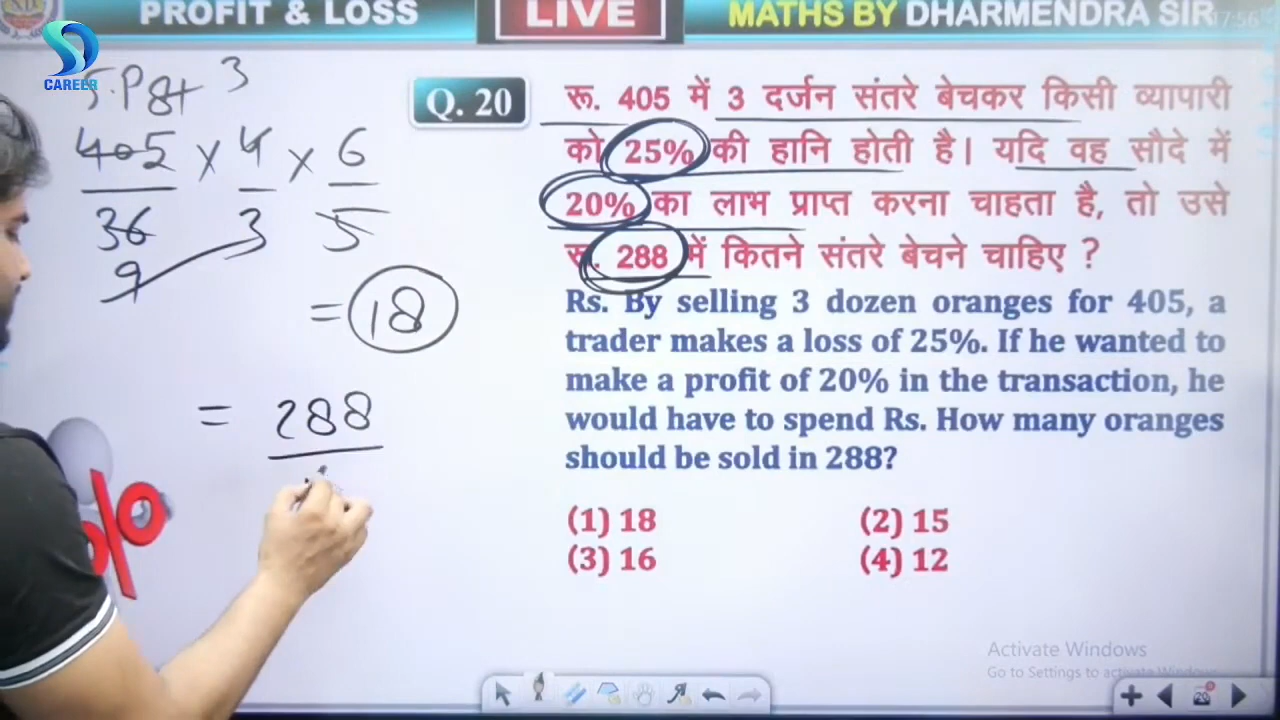 PROFIT & LOSS
LIVE
MATHS BY DHARMENDRA SIR
17:56
CAREER
Q. 20
रू. 405 में 3 दर्जन संतरे बेचकर किसी व्यापारी
को 25% की हानि होती है। यदि वह सौदे में
20% का लाभ प्राप्त करना चाहता है, तो उसे
रू. 288 में कितने संतरे बेचने चाहिए ?
Rs. By selling 3 dozen oranges for 405, a
trader makes a loss of 25%. If he wanted to
make a profit of 20% in the transaction, he
would have to spend Rs. How many oranges
should be sold in 288?
(1) 18
(2) 15
(3) 16
(4) 12
405 × 4 × 6
36 3 5
9
= 18
= 288
%
Activate Windows
Go to Settings to activate Windows.